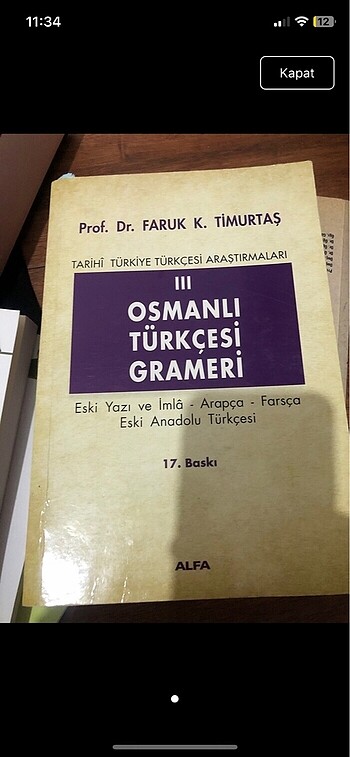 11:34
12
Kapat
Prof. Dr. FARUK K. TİMURTAŞ
TARİHÎ TÜRKİYE TÜRKÇESİ ARAŞTIRMALARI
III
OSMANLI
TÜRKÇESİ
GRAMERİ
Eski Yazı ve İmlâ - Arapça - Farsça
Eski Anadolu Türkçesi
17. Baskı
ALFA